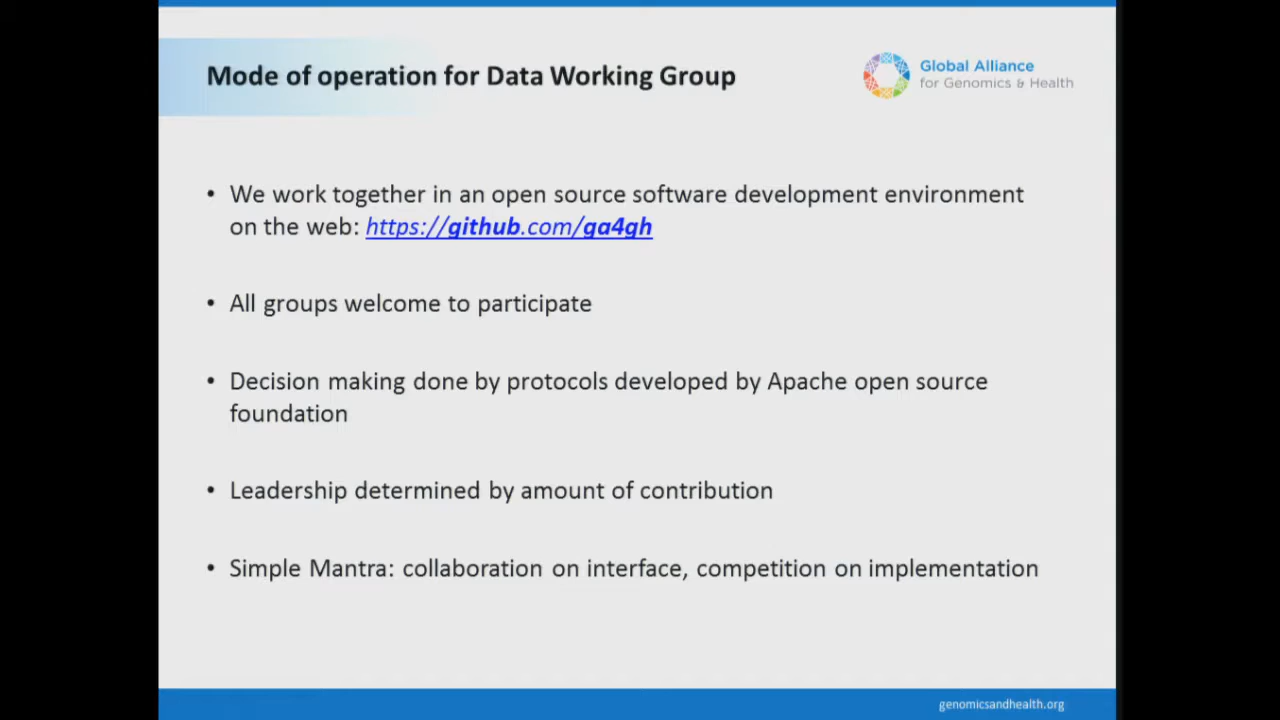 Mode of operation for Data Working Group
Global Alliance
for Genomics & Health
• We work together in an open source software development environment
on the web: https://github.com/ga4gh
• All groups welcome to participate
• Decision making done by protocols developed by Apache open source
foundation
• Leadership determined by amount of contribution
• Simple Mantra: collaboration on interface, competition on implementation
genomicsandhealth.org